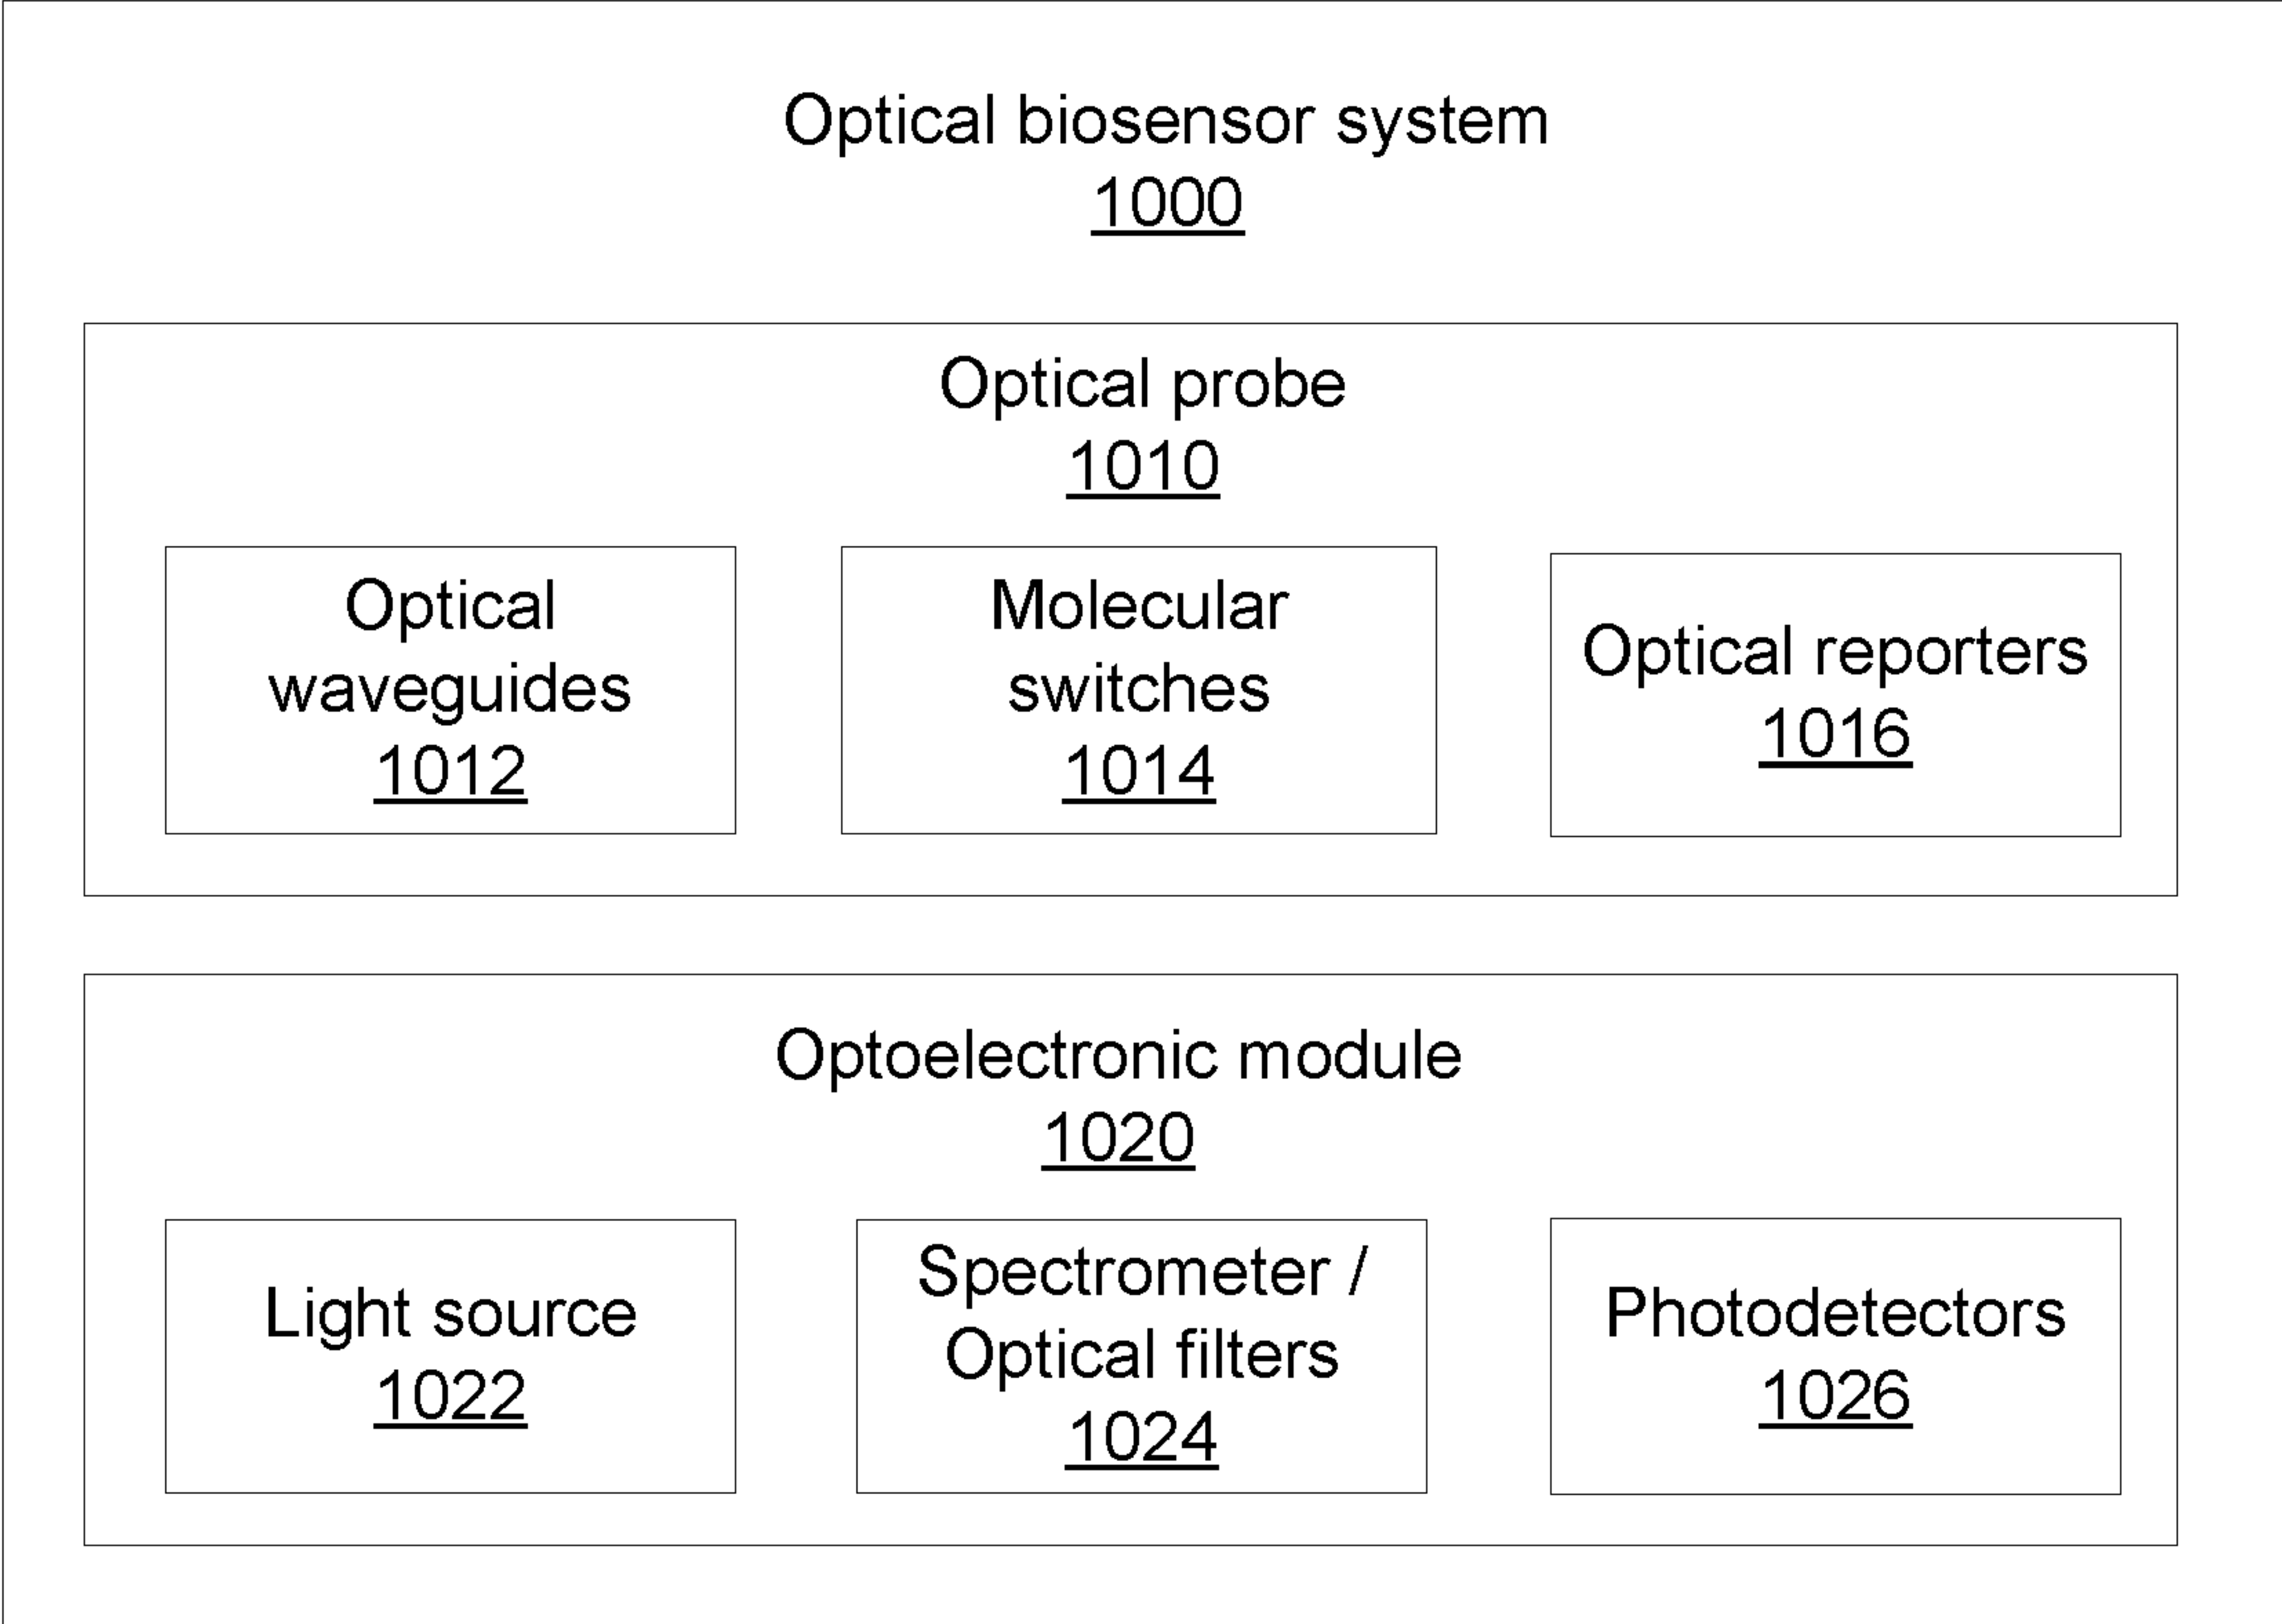 Optical biosensor system
1000
Optical probe
1010
Optical
waveguides
1012
Molecular
switches
1014
Optical reporters
1016
Optoelectronic module
1020
Light source
1022
Spectrometer /
Optical filters
1024
Photodetectors
1026